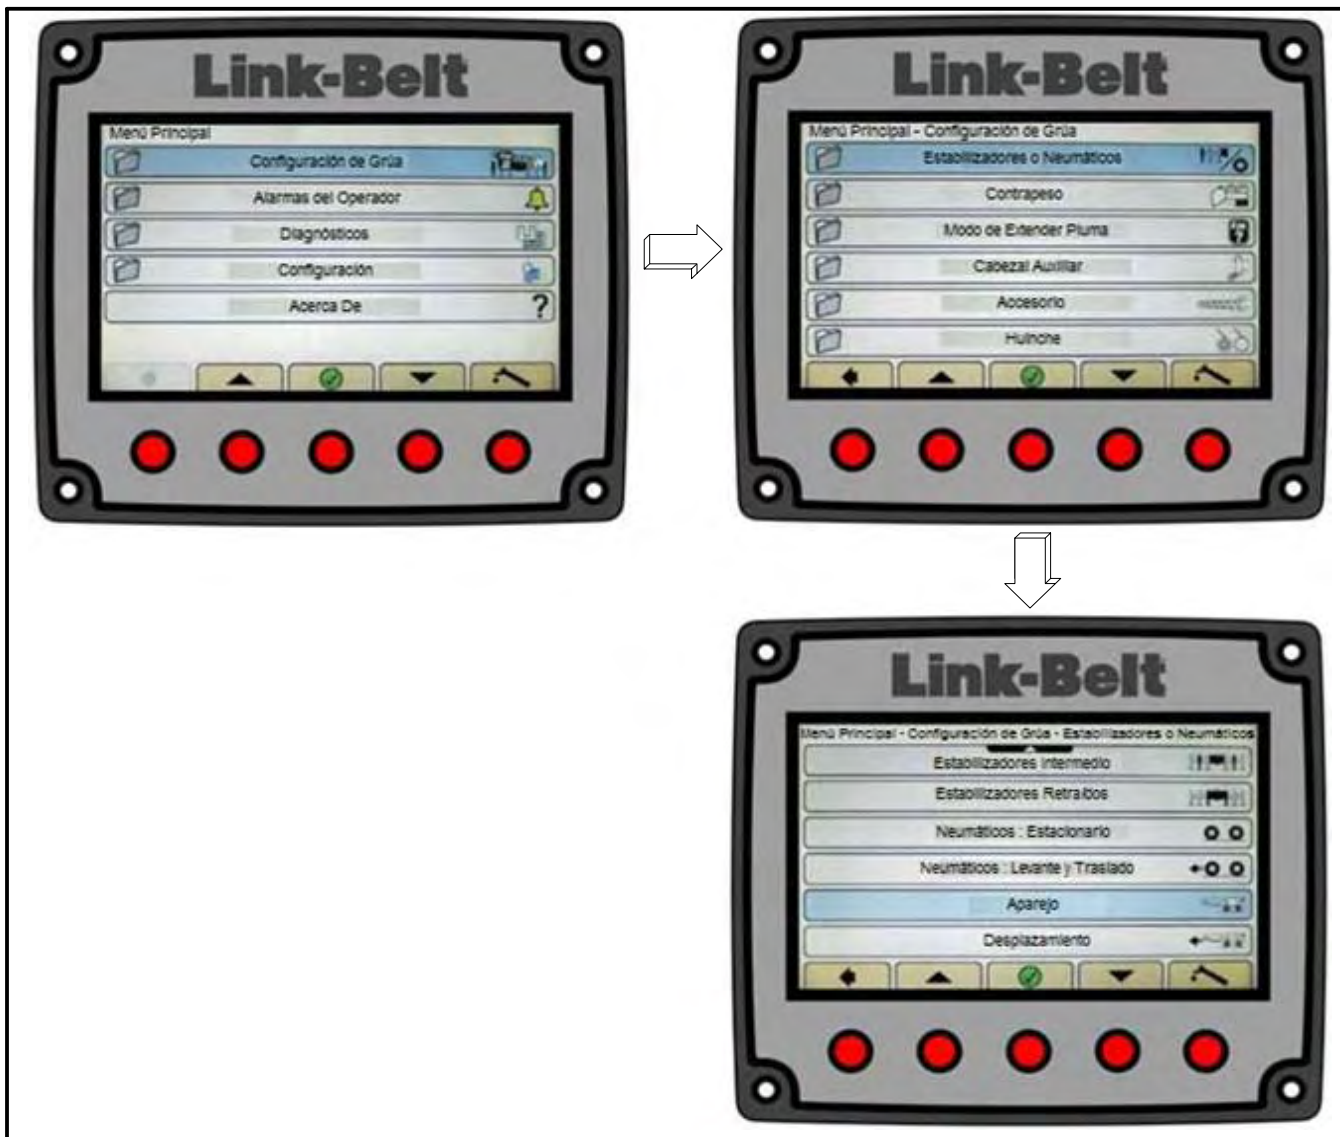 Link-Belt
Menú Principal
Configuración de Grúa
Alarmas del Operador
Diagnósticos
Configuración
Acerca De
?
Link-Belt
Menú Principal - Configuración de Grúa
Estabilizadores o Neumáticos
Contrapeso
Modo de Extender Pluma
Cabezal Auxiliar
Accesorio
Huinche
Link-Belt
Menú Principal - Configuración de Grúa - Estabilizadores o Neumáticos
Estabilizadores Intermedio
Estabilizadores Retraídos
Neumáticos : Estacionario
Neumáticos : Levante y Traslado
Aparejo
Desplazamiento